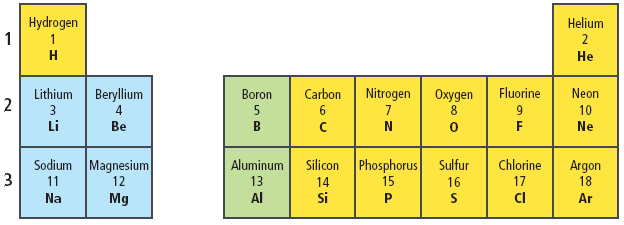 Hydrogen Helium
1 1 2
H He
Lithium Beryllium Boron Carbon Nitrogen Oxygen Fluorine Neon
2 3 4 5 6 7 8 9 10
Li Be B C N O F Ne
Sodium Magnesium Aluminum Silicon Phosphorus Sulfur Chlorine Argon
3 11 12 13 14 15 16 17 18
Na Mg Al Si P S Cl Ar